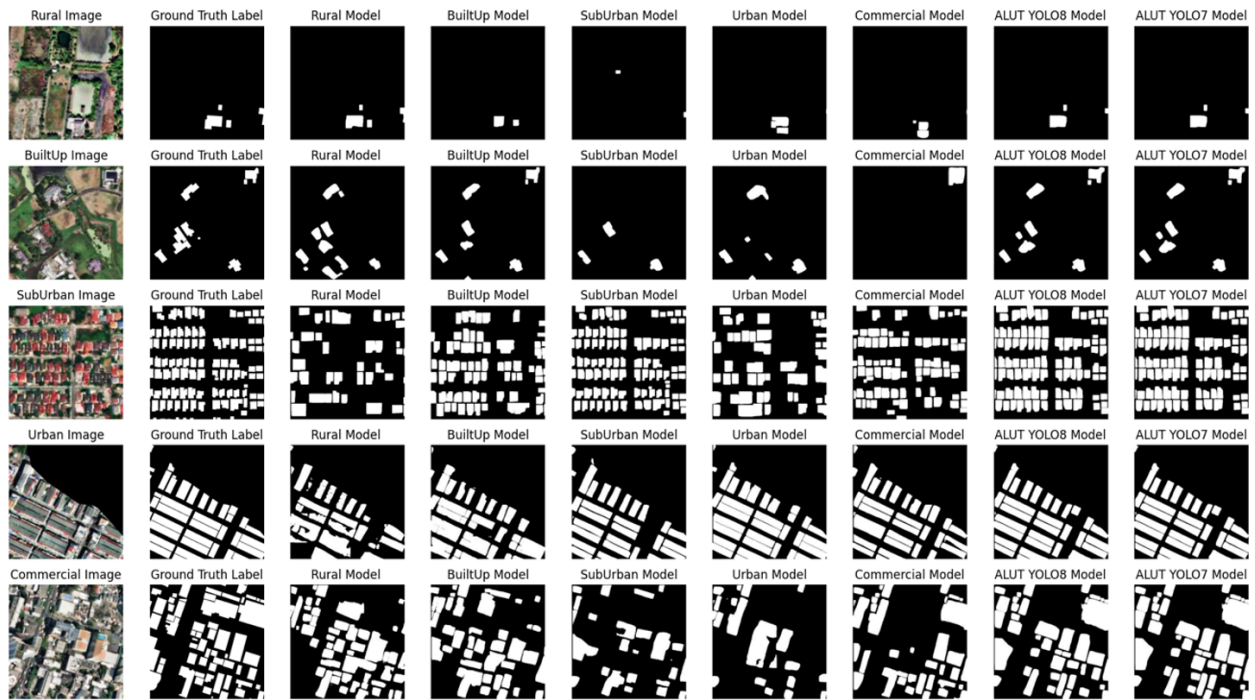 Rural Image Ground Truth Label Rural Model BuiltUp Model SubUrban Model Urban Model Commercial Model ALUT YOLO8 Model ALUT YOLO7 Model
BuiltUp Image Ground Truth Label Rural Model BuiltUp Model SubUrban Model Urban Model Commercial Model ALUT YOLO8 Model ALUT YOLO7 Model
SubUrban Image Ground Truth Label Rural Model BuiltUp Model SubUrban Model Urban Model Commercial Model ALUT YOLO8 Model ALUT YOLO7 Model
Urban Image Ground Truth Label Rural Model BuiltUp Model SubUrban Model Urban Model Commercial Model ALUT YOLO8 Model ALUT YOLO7 Model
Commercial Image Ground Truth Label Rural Model BuiltUp Model SubUrban Model Urban Model Commercial Model ALUT YOLO8 Model ALUT YOLO7 Model